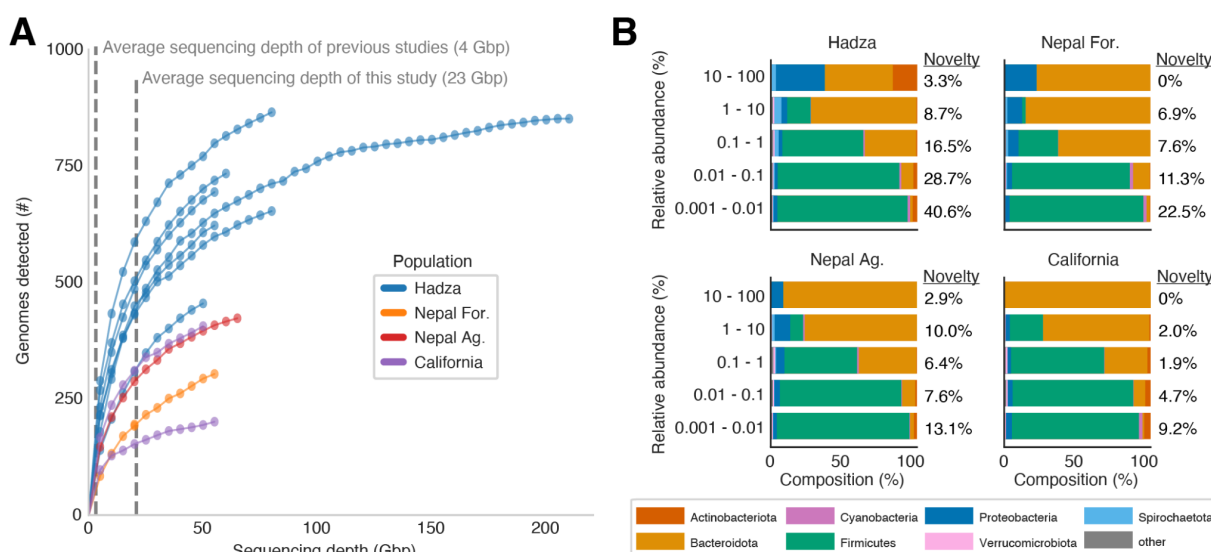 A
1000
Average sequencing depth of previous studies (4 Gbp)
Average sequencing depth of this study (23 Gbp)
750
500
250
0
Genomes detected (#)
Population
Hadza
Nepal For.
Nepal Ag.
California
0 50 100 150 200
Sequencing depth (Gbp)
B
Relative abundance (%)
Hadza Novelty
10 - 100 3.3%
1 - 10 8.7%
0.1 - 1 16.5%
0.01 - 0.1 28.7%
0.001 - 0.01 40.6%
Relative abundance (%)
Nepal For. Novelty
0%
6.9%
7.6%
11.3%
22.5%
Relative abundance (%)
Nepal Ag. Novelty
10 - 100 2.9%
1 - 10 10.0%
0.1 - 1 6.4%
0.01 - 0.1 7.6%
0.001 - 0.01 13.1%
0 50 100
Composition (%)
Relative abundance (%)
California Novelty
0%
2.0%
1.9%
4.7%
9.2%
0 50 100
Composition (%)
Actinobacteriota Cyanobacteria Proteobacteria Spirochaetota
Bacteroidota Firmicutes Verrucomicrobiota other